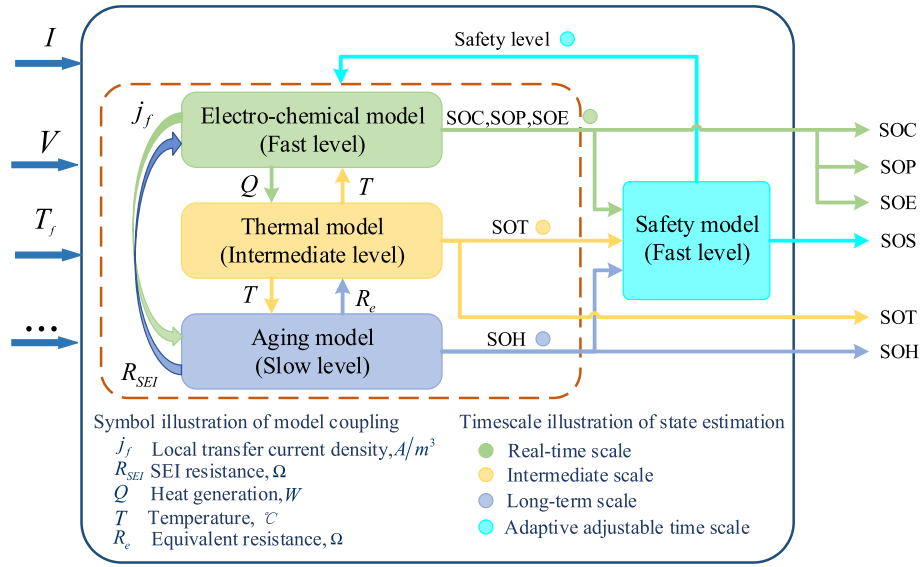 I
V
T_f
...
Safety level
j_f
Electro-chemical model
(Fast level)
SOC,SOP,SOE
Q
T
Thermal model
(Intermediate level)
SOT
T
R_e
Aging model
(Slow level)
SOH
R_SEI
Safety model
(Fast level)
SOC
SOP
SOE
SOS
SOT
SOH
Symbol illustration of model coupling
j_f Local transfer current density, A/m³
R_SEI SEI resistance, Ω
Q Heat generation, W
T Temperature, ℃
R_e Equivalent resistance, Ω
Timescale illustration of state estimation
Real-time scale
Intermediate scale
Long-term scale
Adaptive adjustable time scale